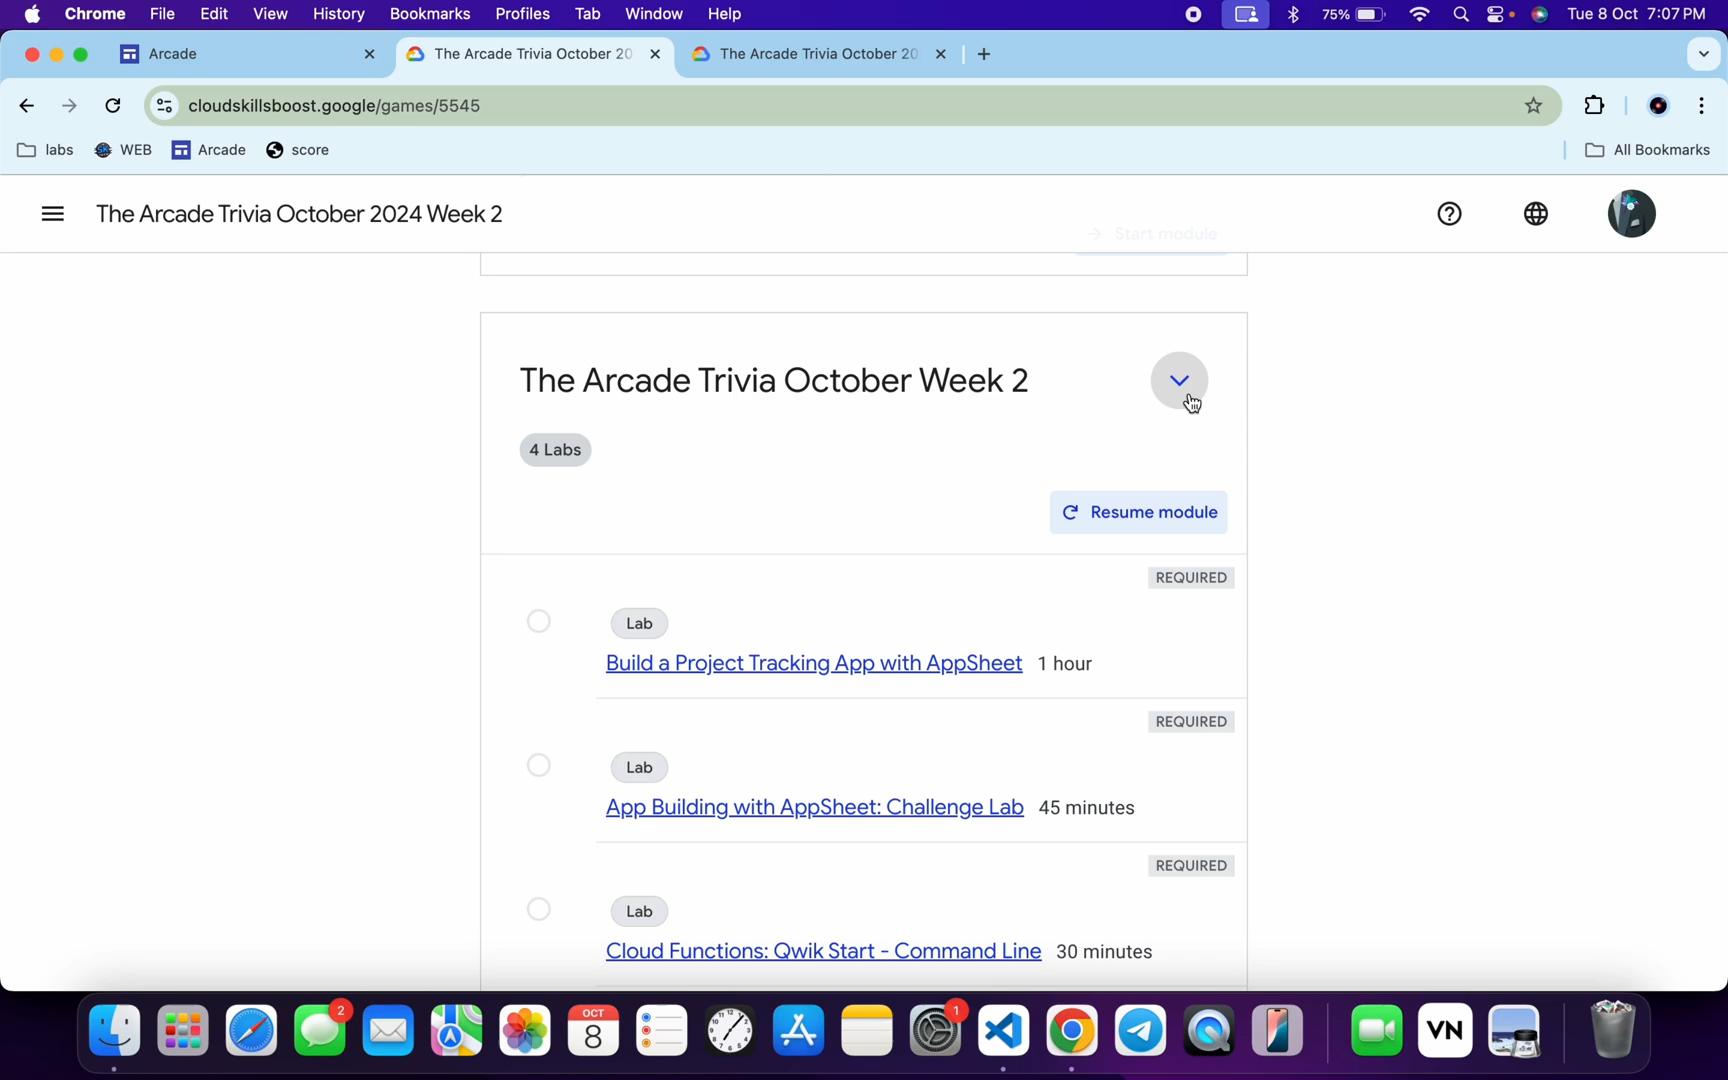 Chrome File Edit View History Bookmarks Profiles Tab Window Help 75% Tue 8 Oct 7:07 PM
Arcade The Arcade Trivia October 20 The Arcade Trivia October 20
cloudskillsboost.google/games/5545
labs WEB Arcade score All Bookmarks
The Arcade Trivia October 2024 Week 2
Start module
The Arcade Trivia October Week 2
4 Labs
Resume module
REQUIRED
Lab
Build a Project Tracking App with AppSheet 1 hour
REQUIRED
Lab
App Building with AppSheet: Challenge Lab 45 minutes
REQUIRED
Lab
Cloud Functions: Qwik Start - Command Line 30 minutes
2 OCT 8 1 VN